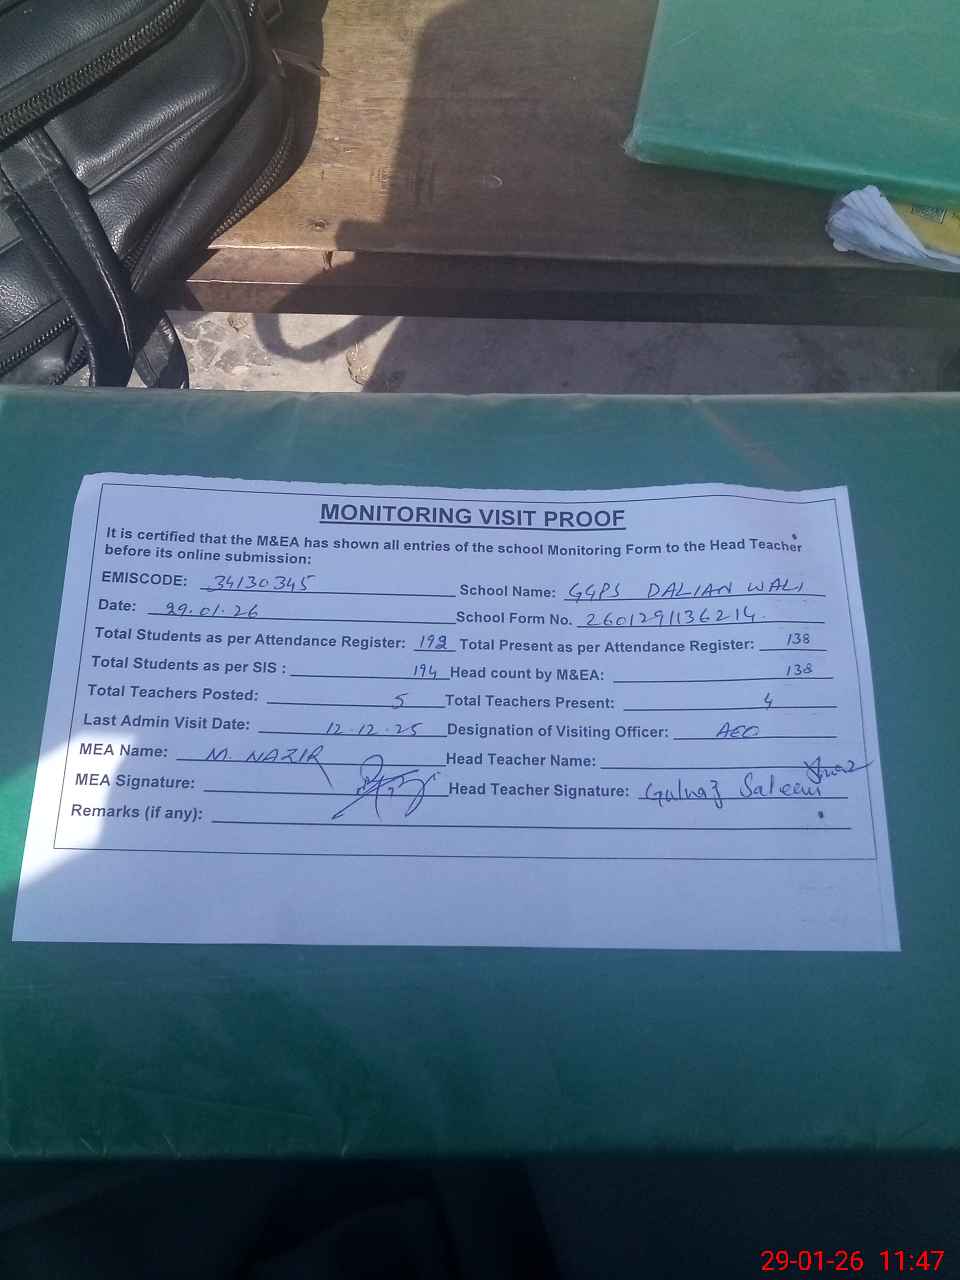 MONITORING VISIT PROOF
It is certified that the M&EA has shown all entries of the school Monitoring Form to the Head Teacher
before its online submission:
EMISCODE: 34130345 School Name: GGPS DALIAN WALI
Date: 29.01.26 School Form No. 2601291136214.
Total Students as per Attendance Register: 192 Total Present as per Attendance Register: 138
Total Students as per SIS : 194 Head count by M&EA: 138
Total Teachers Posted: 5 Total Teachers Present: 4
Last Admin Visit Date: 12.12.25 Designation of Visiting Officer: AEO
MEA Name: M. NAZIR Head Teacher Name:
MEA Signature: Head Teacher Signature: Gulnaz Saleem
Remarks (if any):
29-01-26 11:47